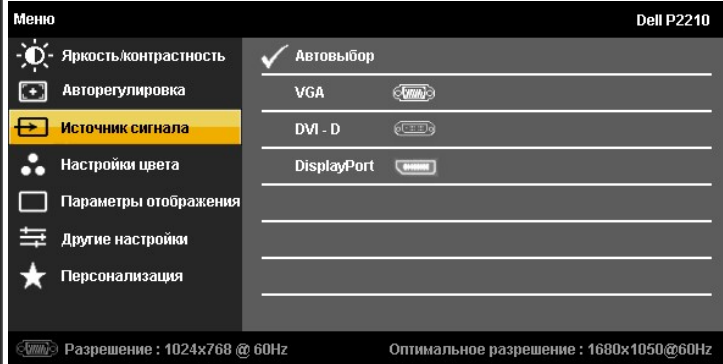 Меню
Dell P2210
Яркость/контрастность
Автовыбор
Авторегулировка
VGA
Источник сигнала
DVI - D
Настройки цвета
DisplayPort
Параметры отображения
Другие настройки
Персонализация
Разрешение : 1024x768 @ 60Hz
Оптимальное разрешение : 1680x1050@60Hz